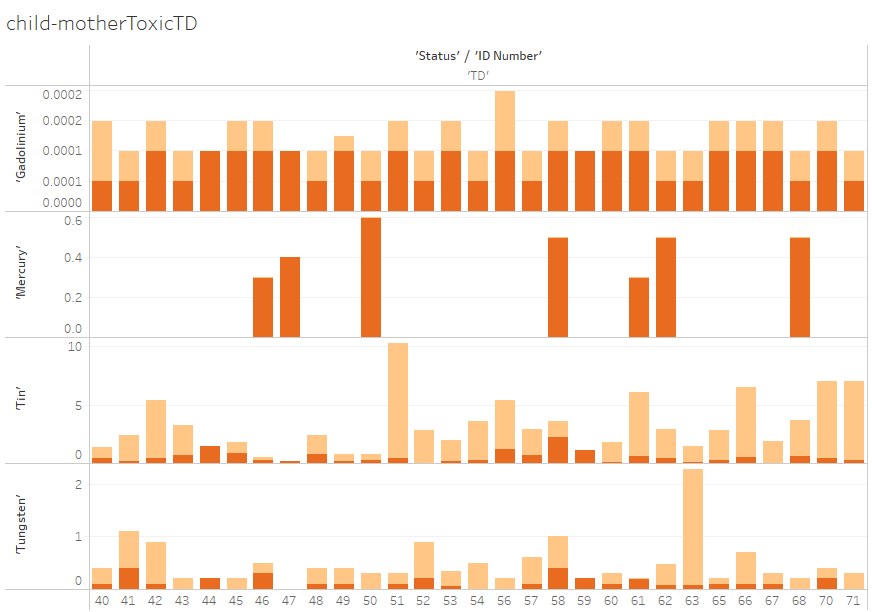 child-motherToxicTD
'Status' / 'ID Number'
'TD'
'Gadolinium'
0.0002
0.0002
0.0001
0.0001
0.0000
'Mercury'
0.6
0.4
0.2
0.0
'Tin'
10
5
0
'Tungsten'
2
1
0
40 41 42 43 44 45 46 47 48 49 50 51 52 53 54 56 57 58 59 60 61 62 63 65 66 67 68 70 71